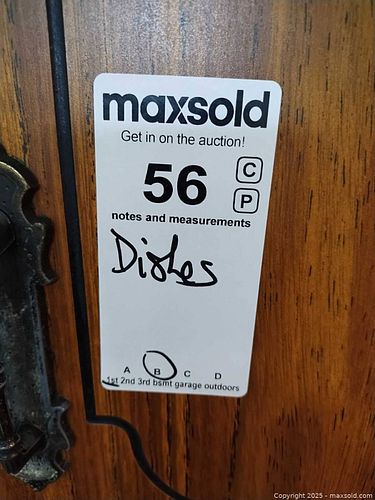 maxsold
Get in on the auction!
56
C
P
notes and measurements
Dishes
A B C D
1st 2nd 3rd bsmt garage outdoors
Copyright 2025 - maxsold.com